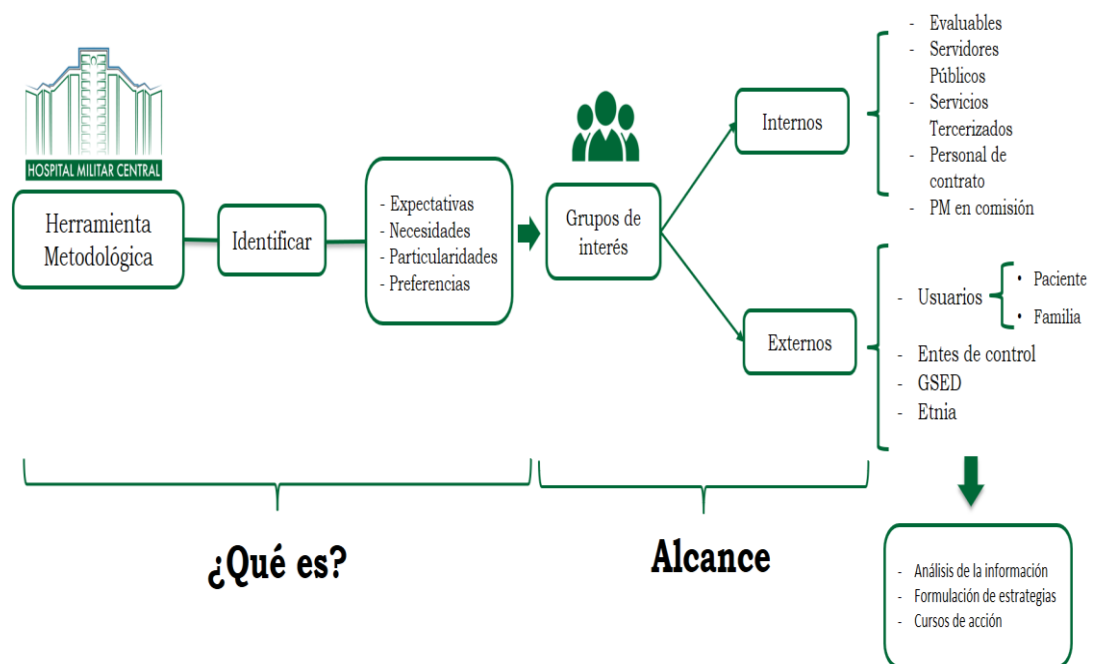 HOSPITAL MILITAR CENTRAL
Herramienta
Metodológica
Identificar
- Expectativas
- Necesidades
- Particularidades
- Preferencias
Grupos de
interés
Internos
- Evaluables
- Servidores
Públicos
- Servicios
Tercerizados
- Personal de
contrato
- PM en comisión
Externos
- Usuarios
• Paciente
• Familia
- Entes de control
- GSED
- Etnia
¿Qué es?
Alcance
- Análisis de la información
- Formulación de estrategias
- Cursos de acción